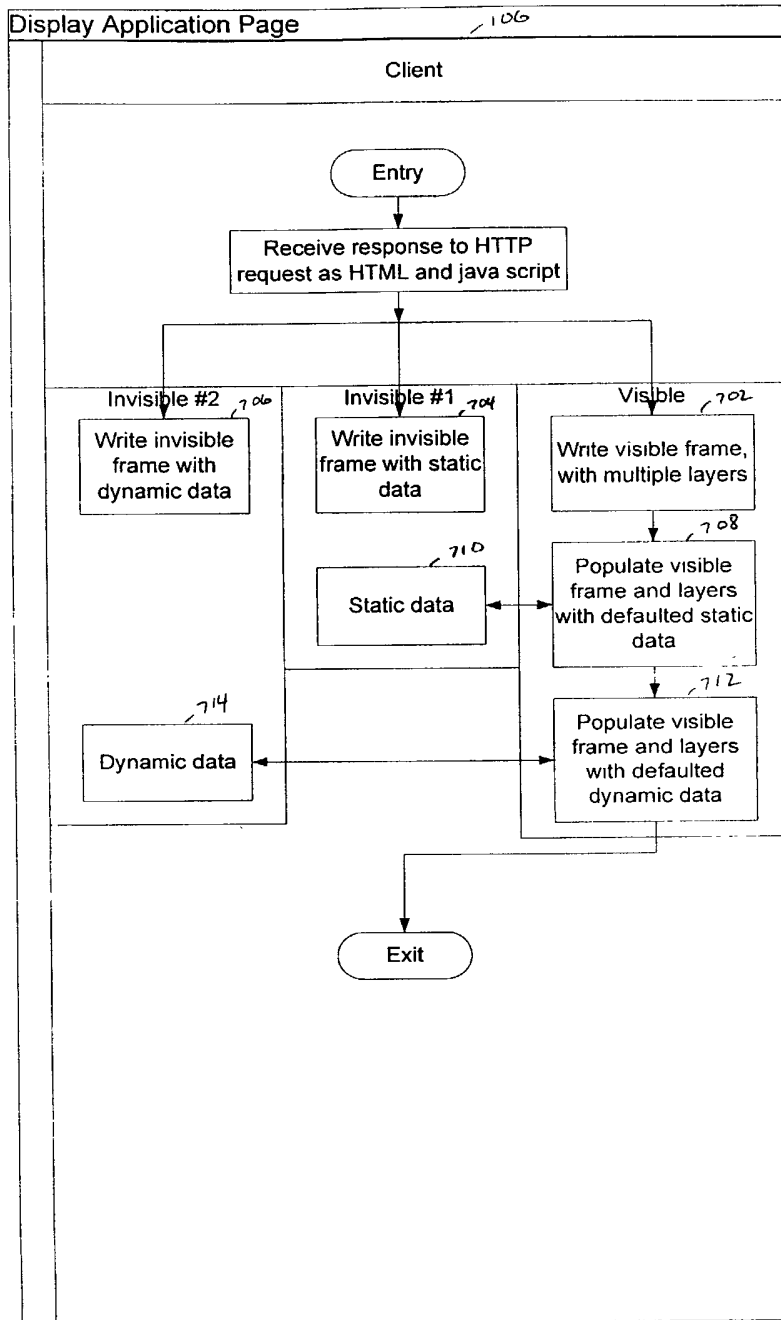 Display Application Page
106
Client
Entry
Receive response to HTTP
request as HTML and java script
Invisible #2
706
Write invisible
frame with
dynamic data
Invisible #1
704
Write invisible
frame with static
data
Visible
702
Write visible frame,
with multiple layers
710
Static data
708
Populate visible
frame and layers
with defaulted static
data
714
Dynamic data
712
Populate visible
frame and layers
with defaulted
dynamic data
Exit